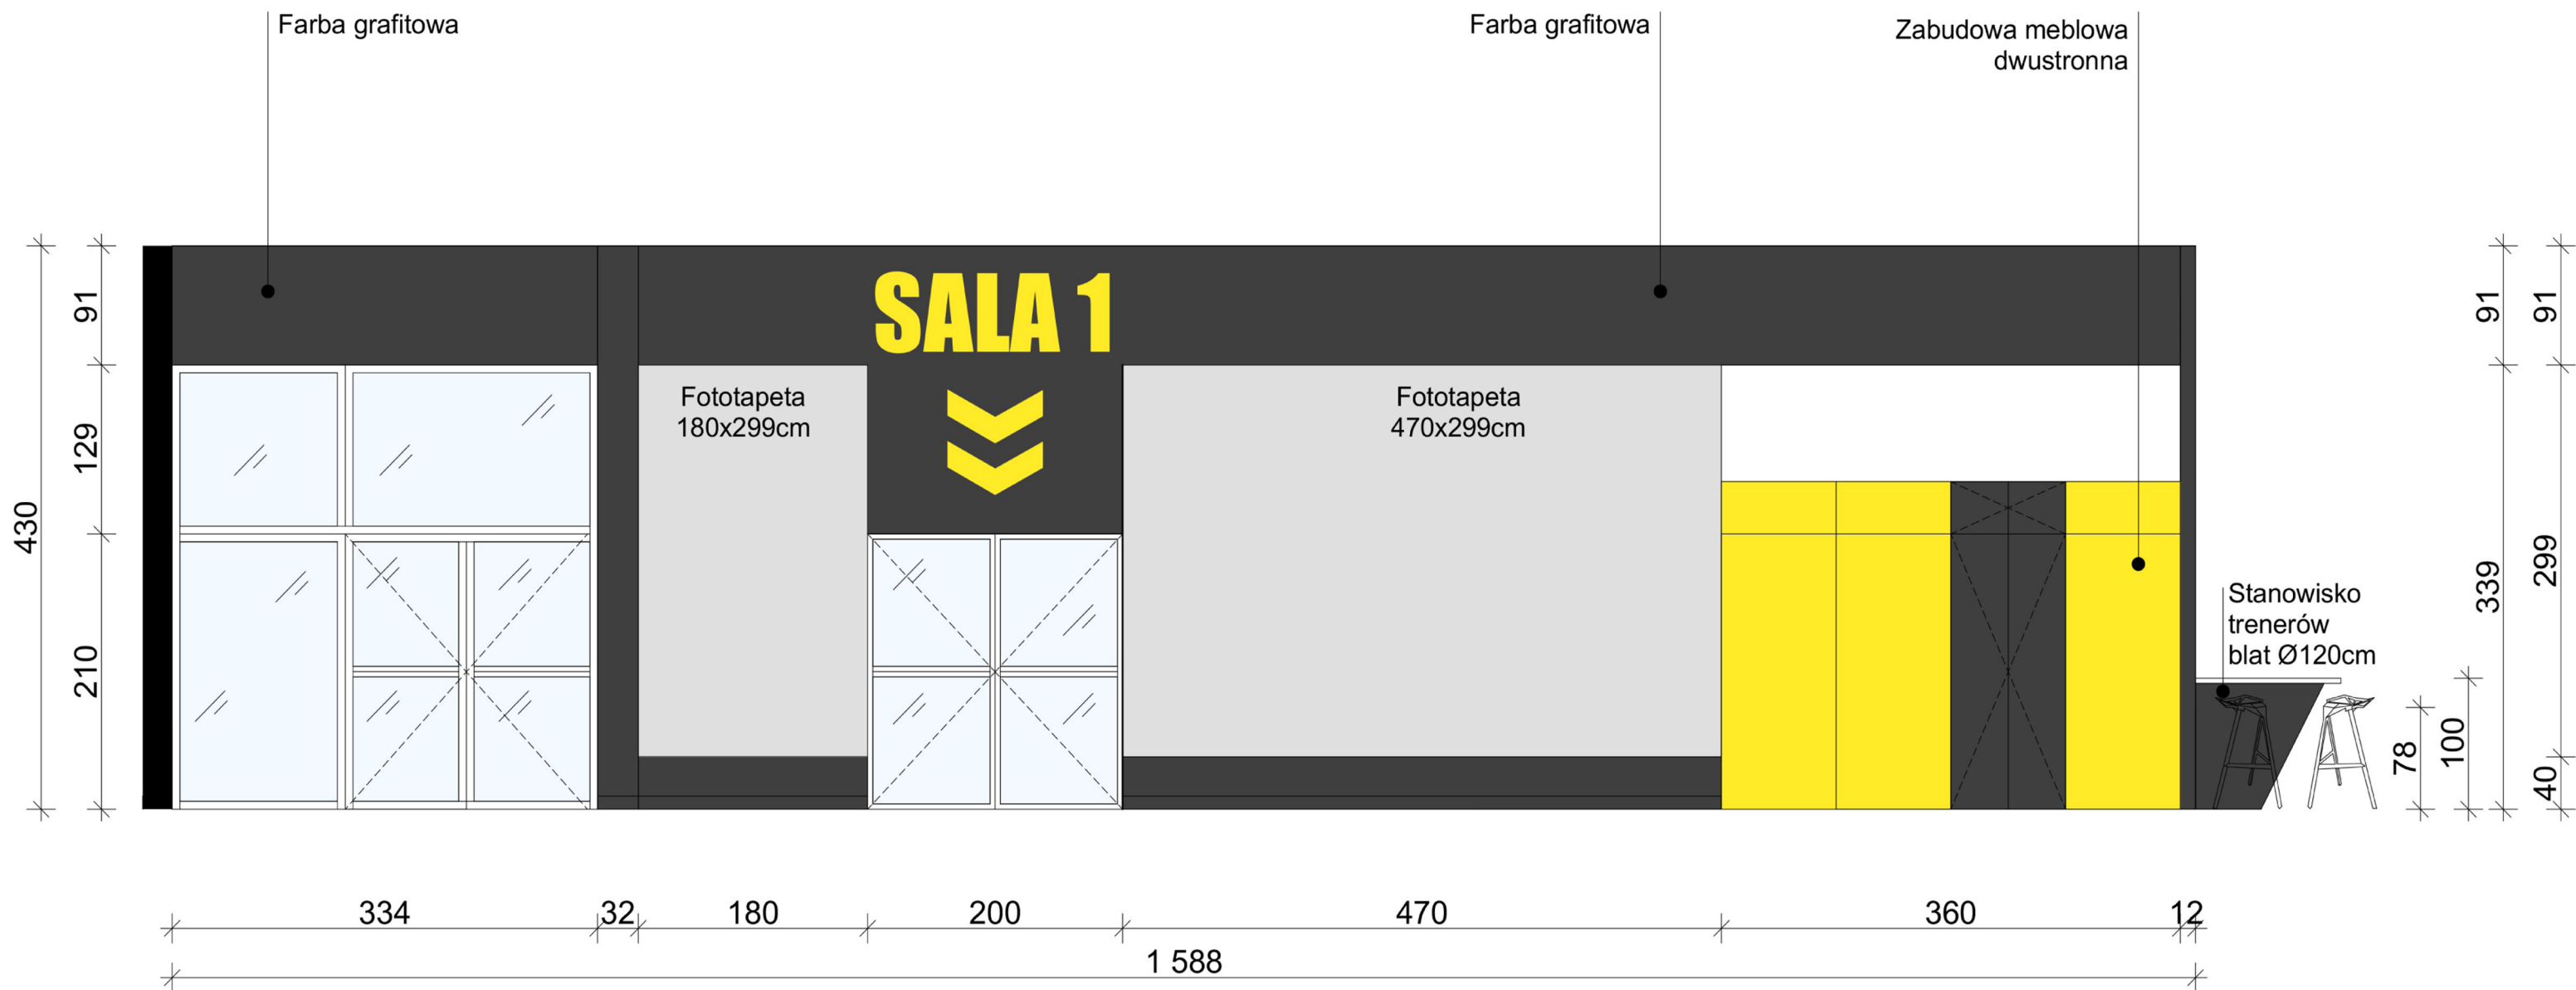 Farba grafitowa
Farba grafitowa
Zabudowa meblowa
dwustronna
SALA 1
Fototapeta
180x299cm
Fototapeta
470x299cm
Stanowisko
trenerów
blat Ø120cm
430
91
129
210
78
100
91
339
91
299
40
334
32
180
200
470
360
12
1 588